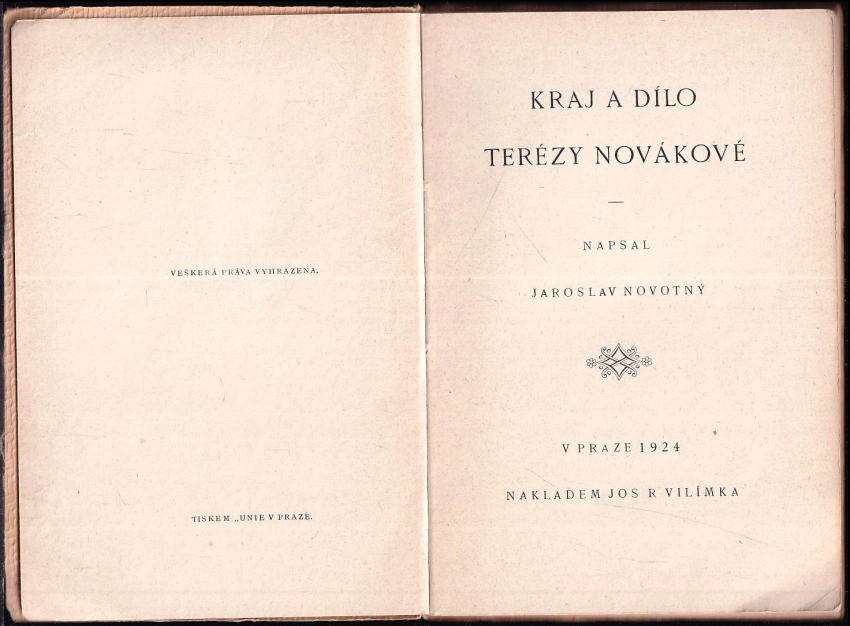 VEŠKERÁ PRÁVA VYHRAZENA.
TISKEM „UNIE V PRAZE.
KRAJ A DÍLO
TERÉZY NOVÁKOVÉ
—
NAPSAL
JAROSLAV NOVOTNÝ
V PRAZE 1924
NAKLADEM JOS R VILÍMKA